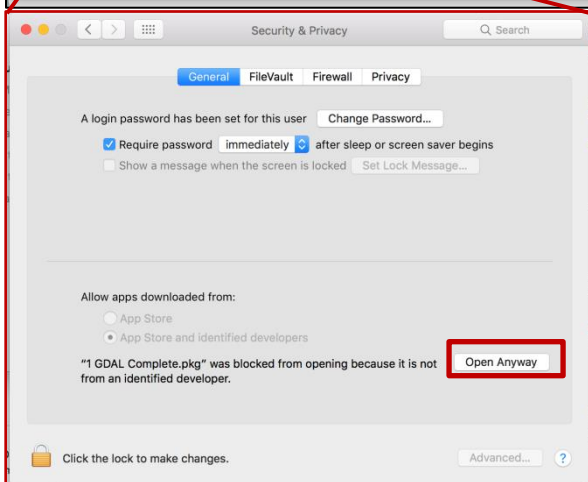 Security & Privacy
Search
General FileVault Firewall Privacy
A login password has been set for this user Change Password...
Require password immediately after sleep or screen saver begins
Show a message when the screen is locked Set Lock Message...
Allow apps downloaded from:
App Store
App Store and identified developers
"1 GDAL Complete.pkg" was blocked from opening because it is not
from an identified developer.
Open Anyway
Click the lock to make changes.
Advanced... ?